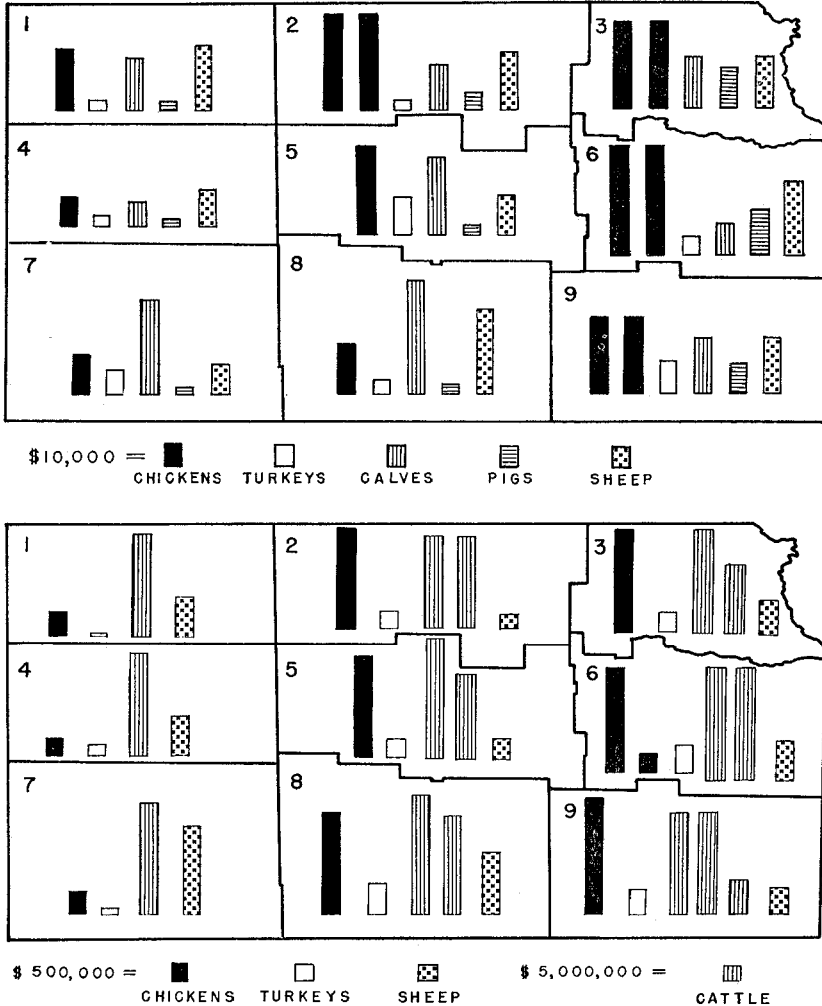 1 2 3
4 5 6
7 8 9
$10,000 =
CHICKENS TURKEYS CALVES PIGS SHEEP
1 2 3
4 5 6
7 8 9
$ 500,000 = $ 5,000,000 =
CHICKENS TURKEYS SHEEP CATTLE